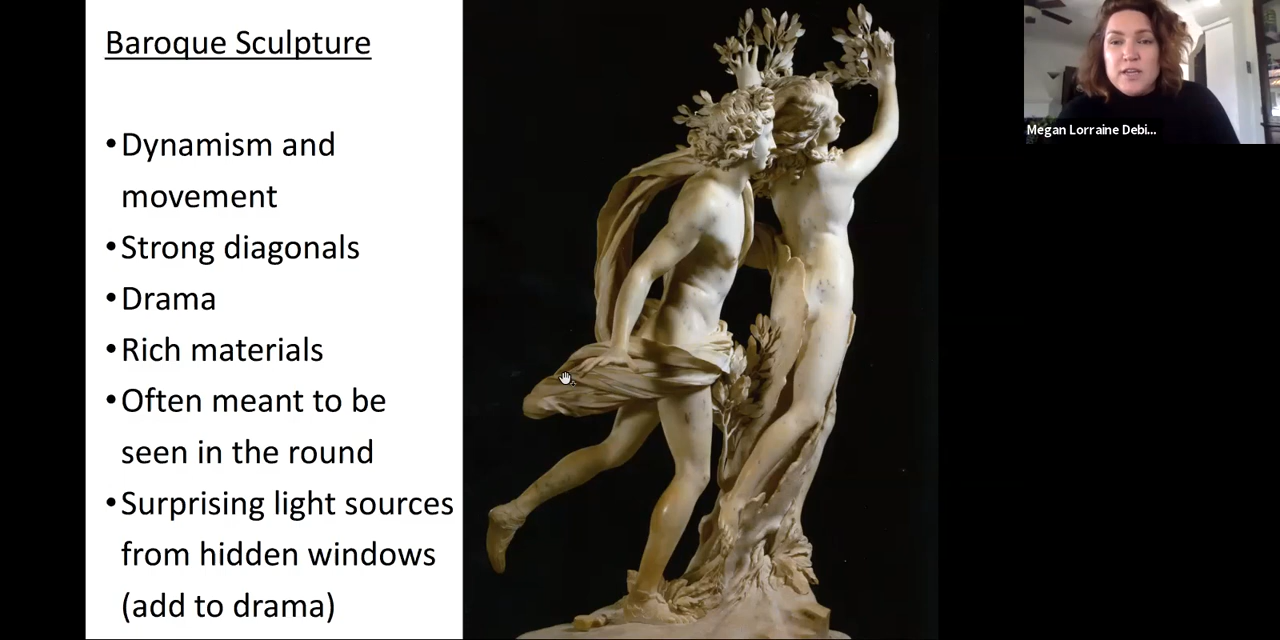 Baroque Sculpture
•Dynamism and
movement
•Strong diagonals
•Drama
•Rich materials
•Often meant to be
seen in the round
•Surprising light sources
from hidden windows
(add to drama)
Megan Lorraine Debi...